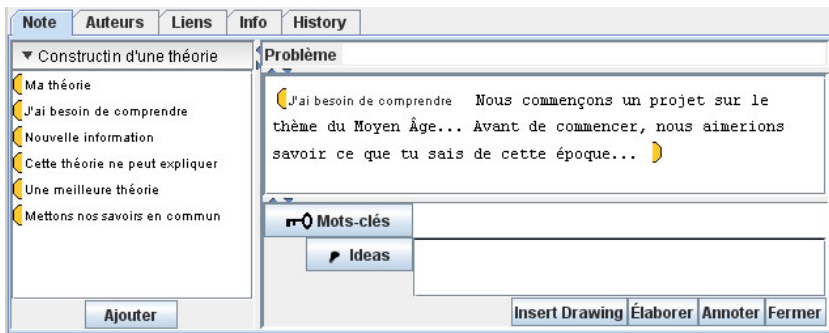 Note Auteurs Liens Info History
Constructin d'une théorie
Ma théorie
J'ai besoin de comprendre
Nouvelle information
Cette théorie ne peut expliquer
Une meilleure théorie
Mettons nos savoirs en commun
Ajouter
Problème
J'ai besoin de comprendre Nous commençons un projet sur le
thème du Moyen Âge... Avant de commencer, nous aimerions
savoir ce que tu sais de cette époque...
Mots-clés
Ideas
Insert Drawing Élaborer Annoter Fermer